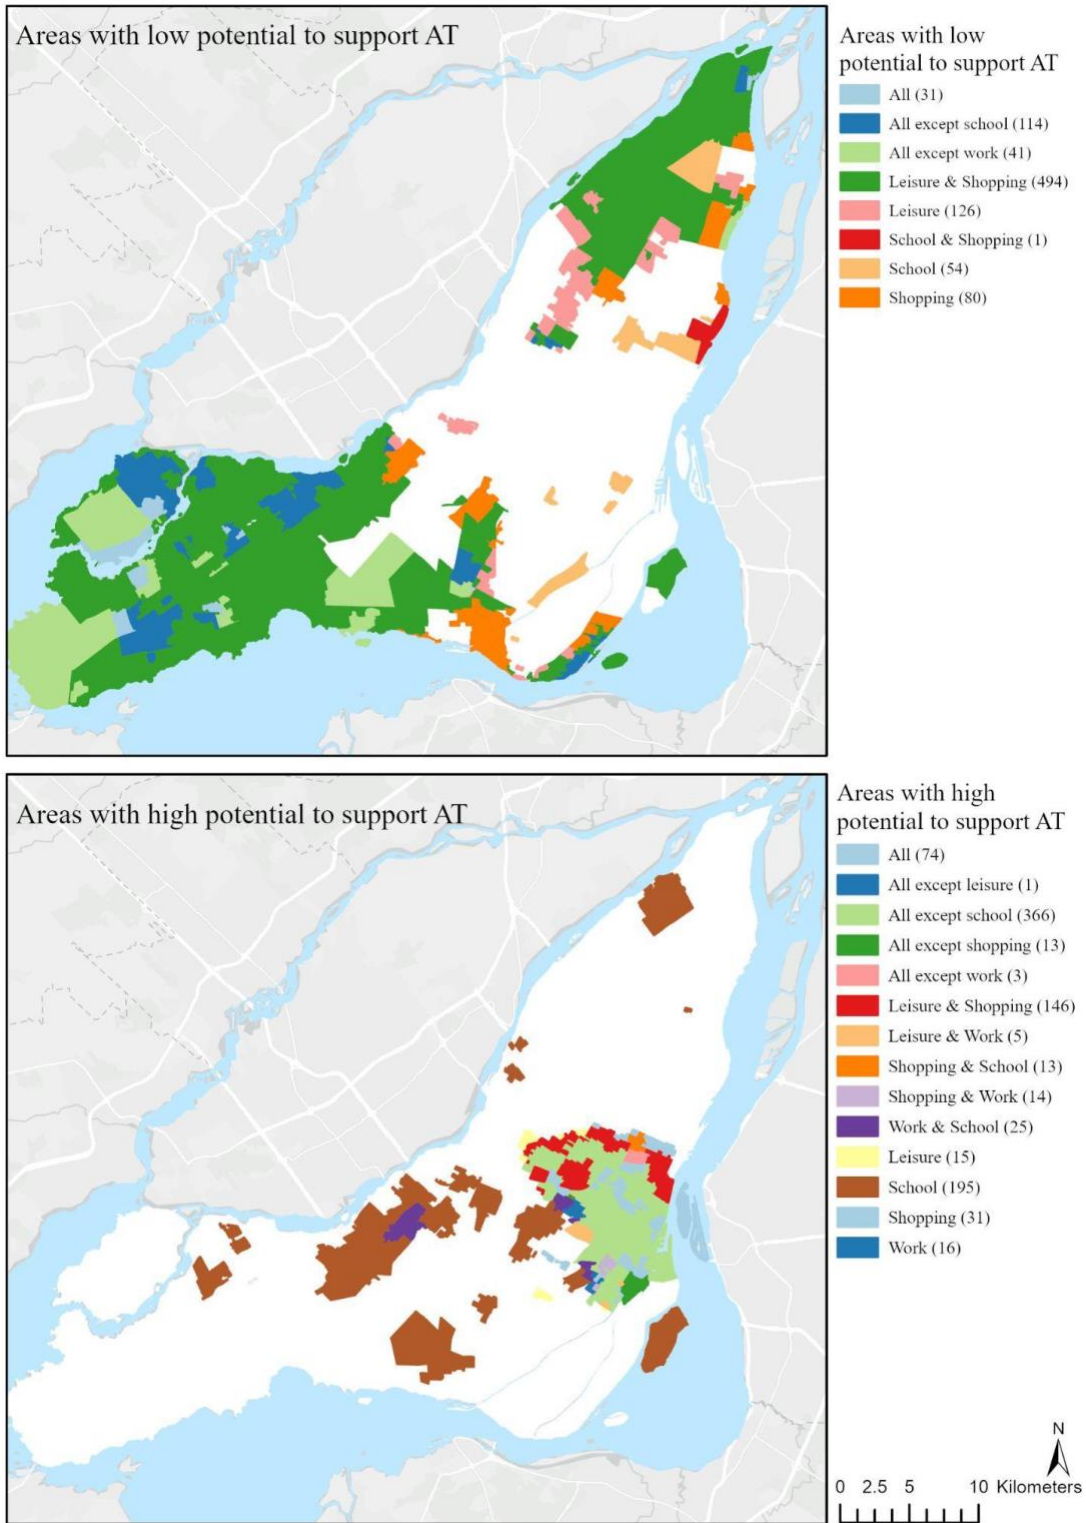 Areas with low potential to support AT
Areas with low
potential to support AT
All (31)
All except school (114)
All except work (41)
Leisure & Shopping (494)
Leisure (126)
School & Shopping (1)
School (54)
Shopping (80)
Areas with high potential to support AT
Areas with high
potential to support AT
All (74)
All except leisure (1)
All except school (366)
All except shopping (13)
All except work (3)
Leisure & Shopping (146)
Leisure & Work (5)
Shopping & School (13)
Shopping & Work (14)
Work & School (25)
Leisure (15)
School (195)
Shopping (31)
Work (16)
N
0 2.5 5 10 Kilometers